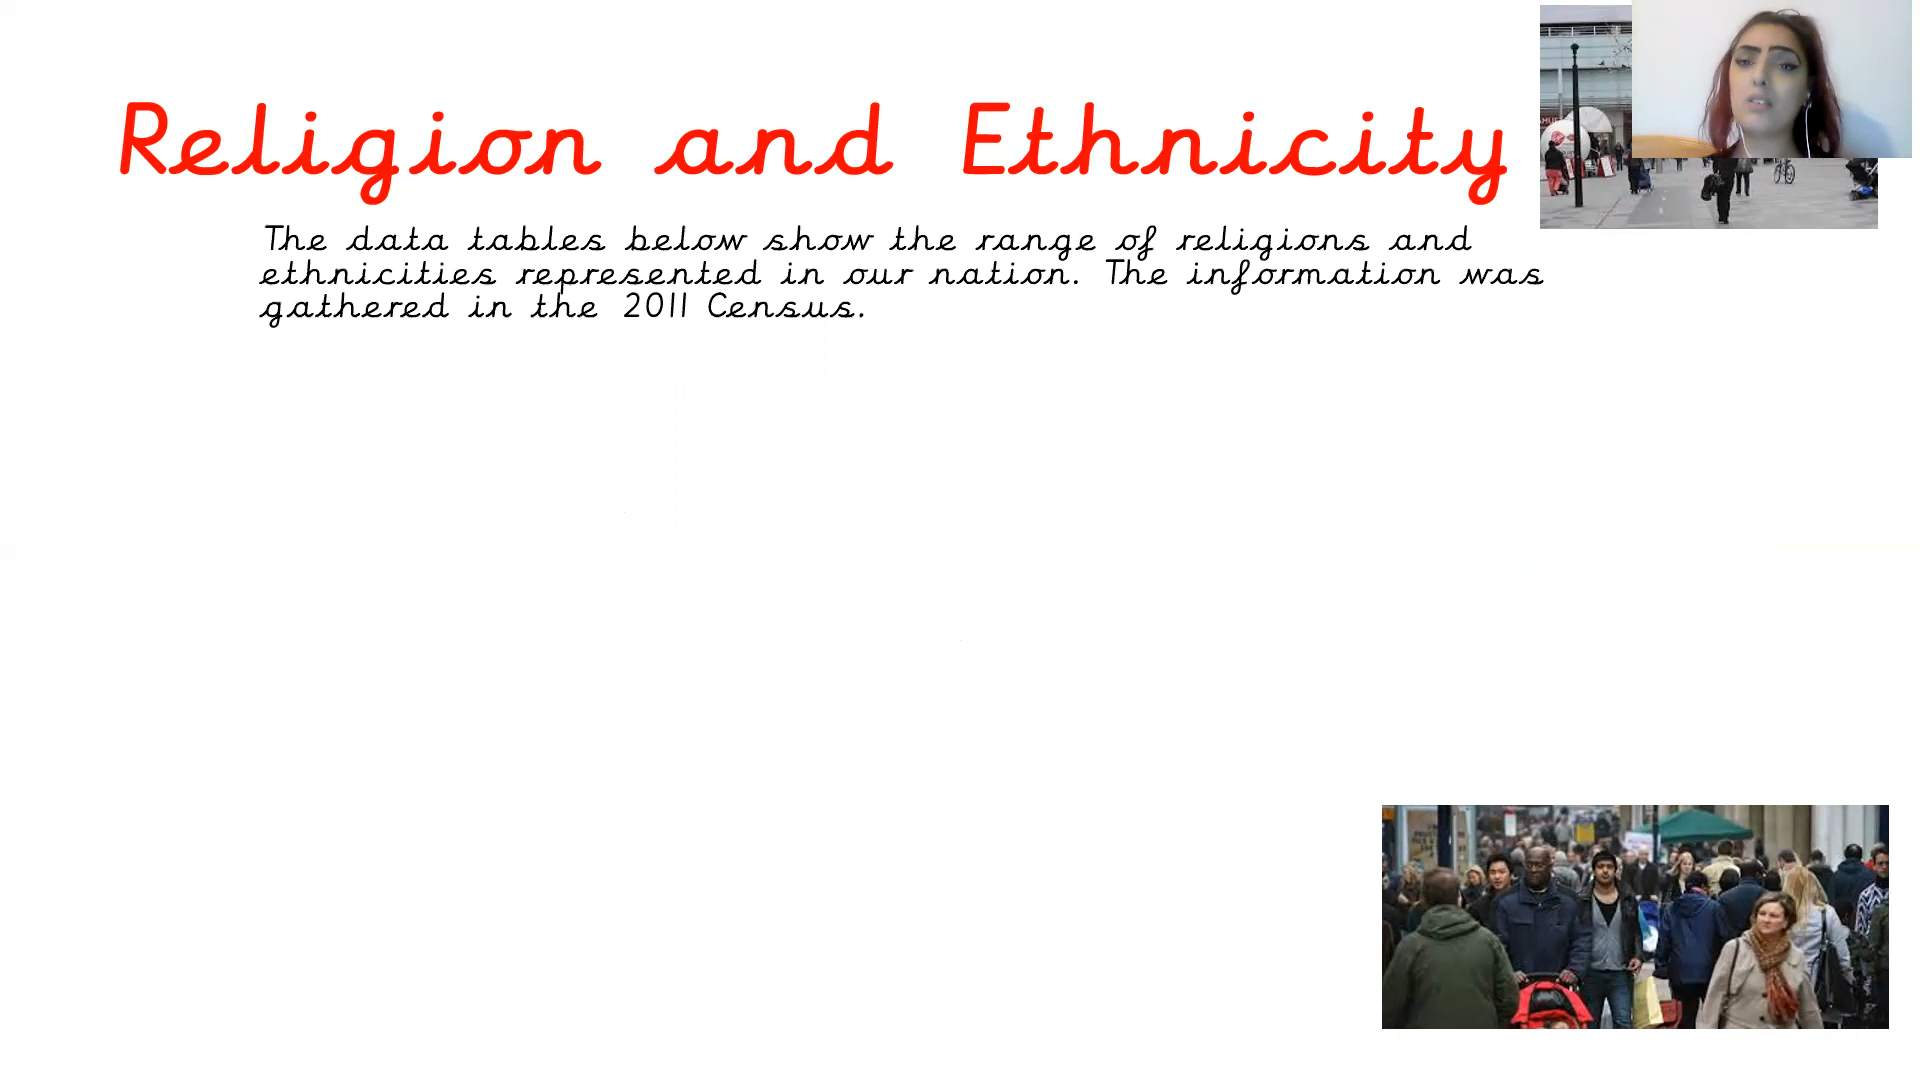 Religion and Ethnicity
The data tables below show the range of religions and
ethnicities represented in our nation. The information was
gathered in the 2011 Census.